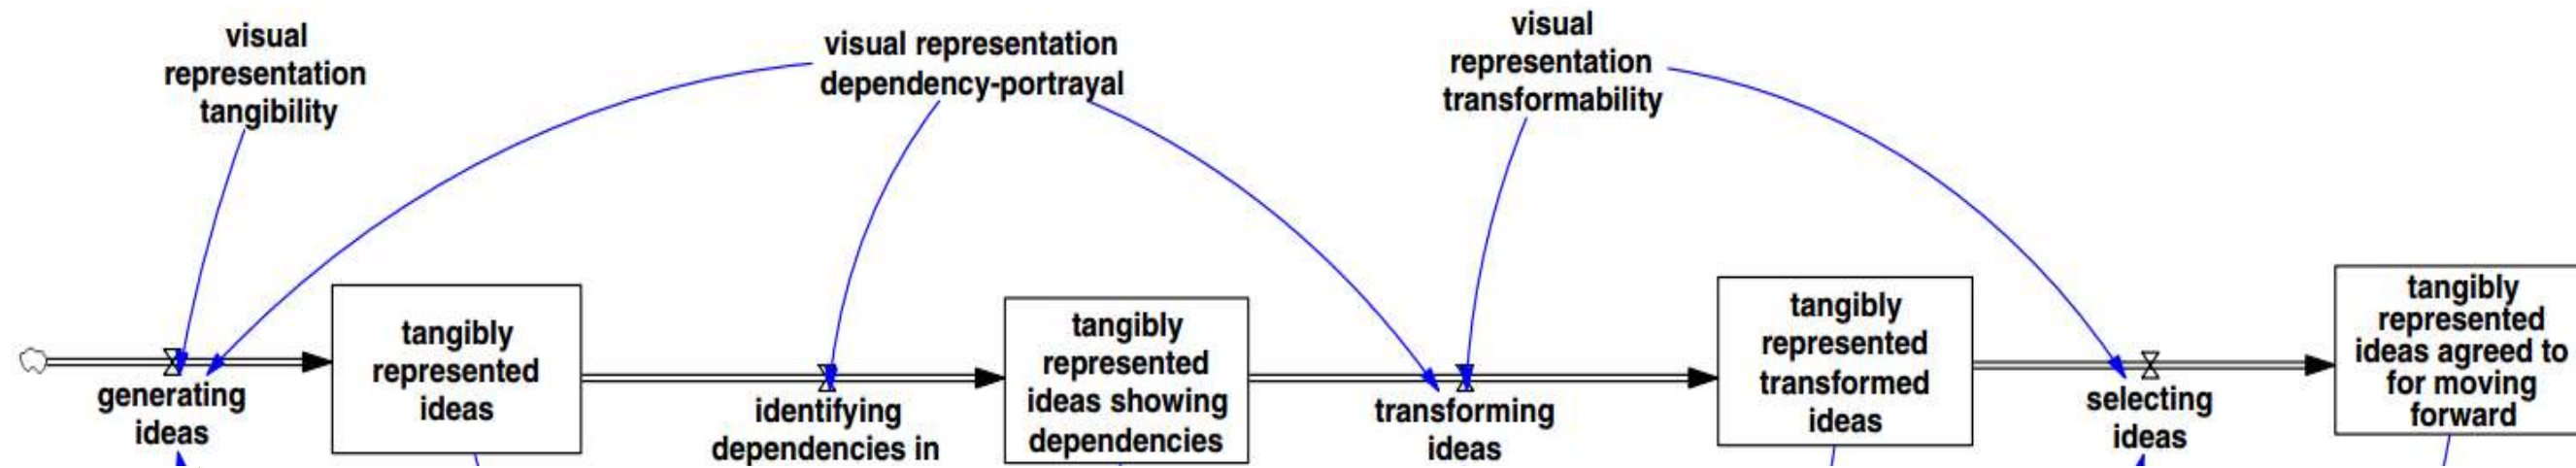 visual
representation
tangibility
visual representation
dependency-portrayal
visual
representation
transformability
generating
ideas
tangibly
represented
ideas
identifying
dependencies in
tangibly
represented
ideas showing
dependencies
transforming
ideas
tangibly
represented
transformed
ideas
selecting
ideas
tangibly
represented
ideas agreed to
for moving
forward